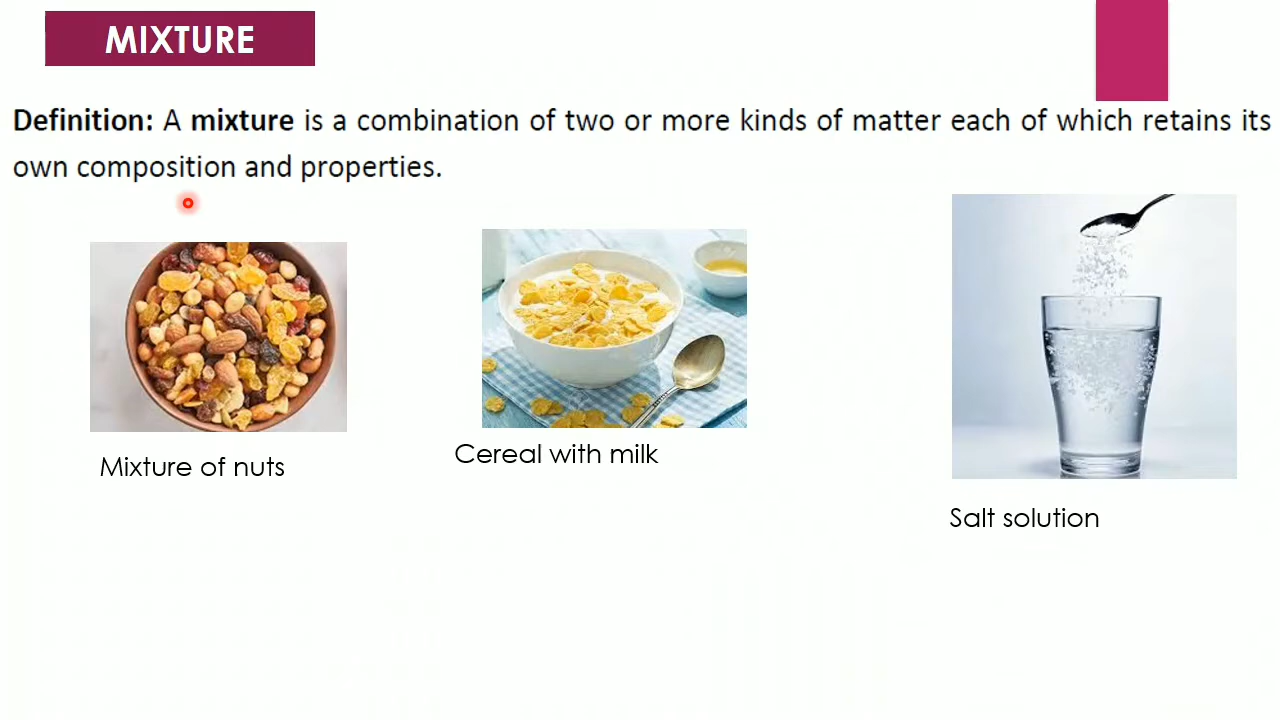 MIXTURE
Definition: A mixture is a combination of two or more kinds of matter each of which retains its
own composition and properties.
Mixture of nuts
Cereal with milk
Salt solution